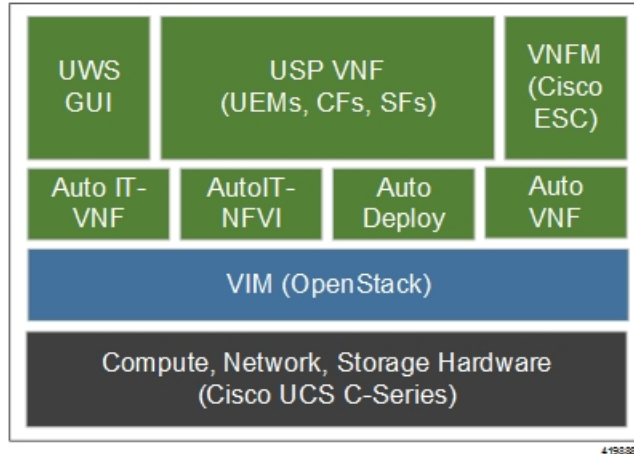 UWS
GUI
USP VNF
(UEMs, CFs, SFs)
VNFM
(Cisco
ESC)
Auto IT-
VNF
AutoIT-
NFVI
Auto
Deploy
Auto
VNF
VIM (OpenStack)
Compute, Network, Storage Hardware
(Cisco UCS C-Series)
419888